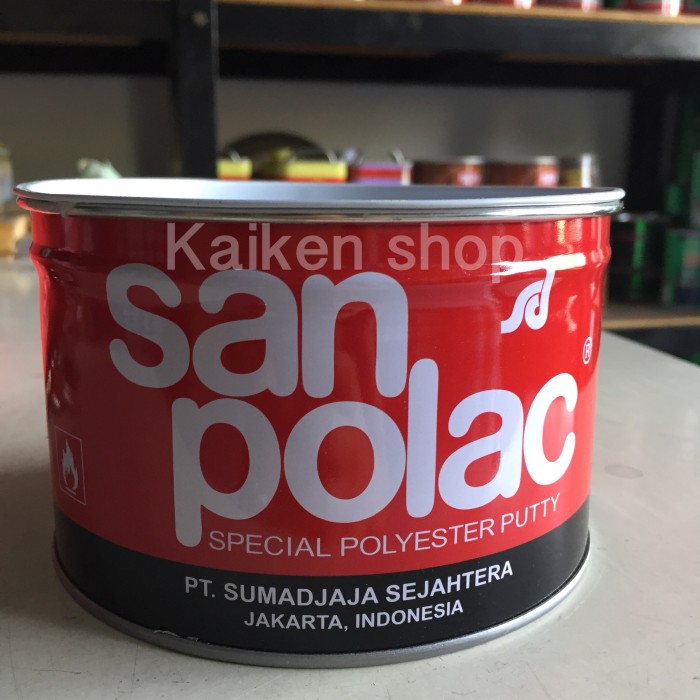 Kaiken shop
san
polac
®
SPECIAL POLYESTER PUTTY
PT. SUMADJAJA SEJAHTERA
JAKARTA, INDONESIA